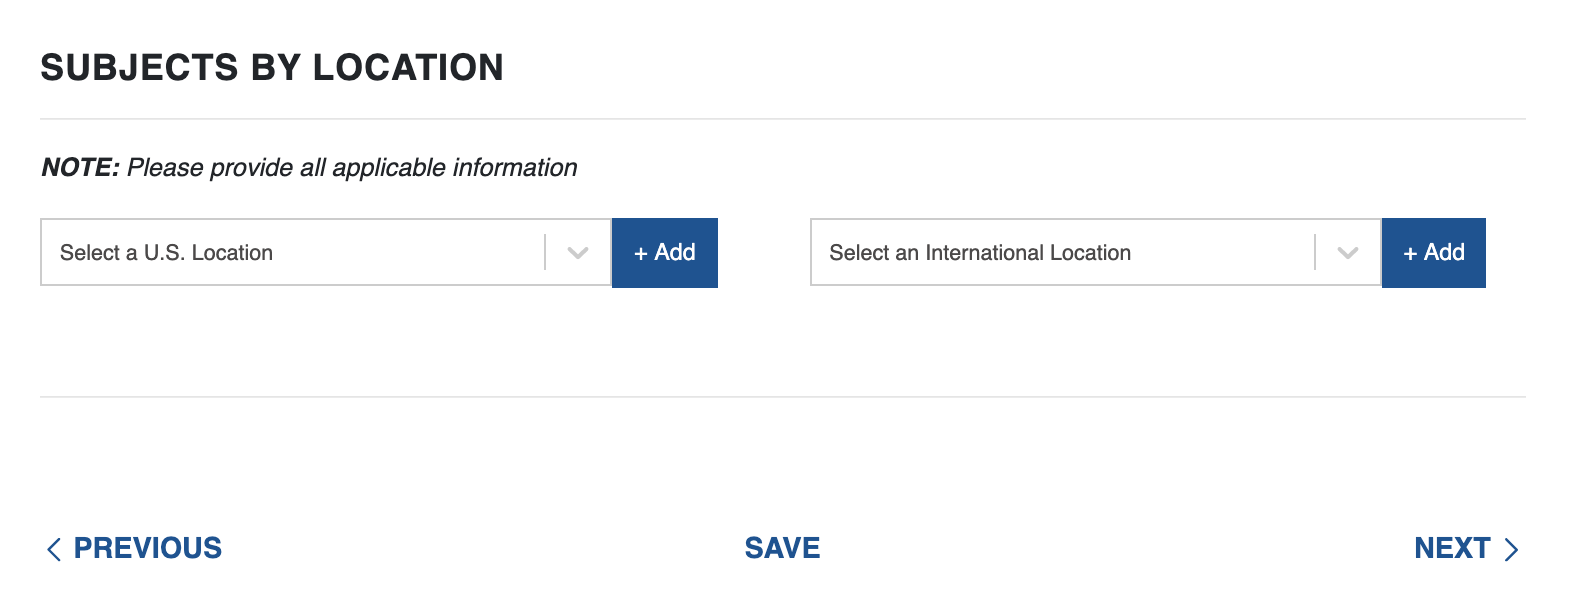 SUBJECTS BY LOCATION
NOTE: Please provide all applicable information
Select a U.S. Location
+ Add
Select an International Location
+ Add
PREVIOUS
SAVE
NEXT